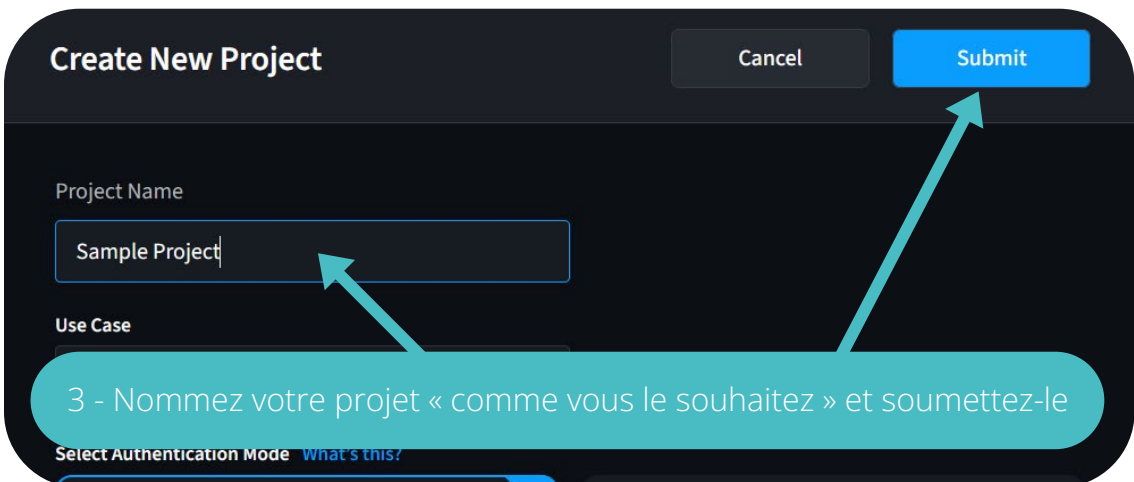 Create New Project
Cancel
Submit
Project Name
Sample Project
Use Case
3 - Nommez votre projet « comme vous le souhaitez » et soumettez-le
Select Authentication Mode What's this?